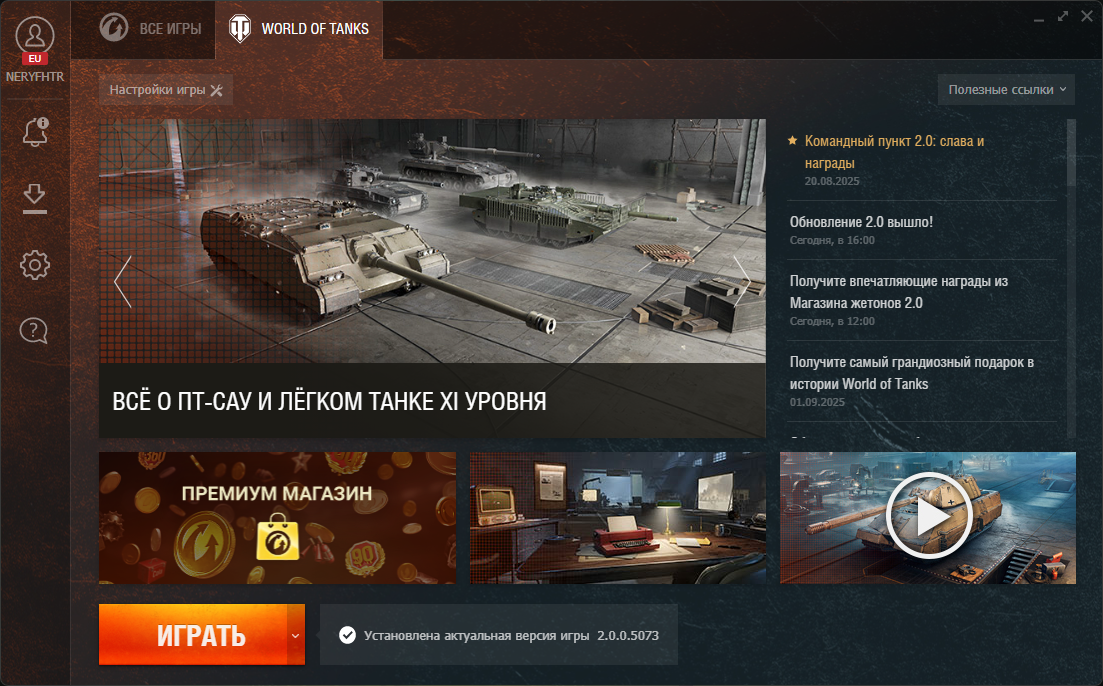 ВСЕ ИГРЫ
WORLD OF TANKS
EU
NERYFHTR
Настройки игры
Полезные ссылки
Командный пункт 2.0: слава и
награды
20.08.2025
Обновление 2.0 вышло!
Сегодня, в 16:00
Получите впечатляющие награды из
Магазина жетонов 2.0
Сегодня, в 12:00
Получите самый грандиозный подарок в
истории World of Tanks
01.09.2025
ВСЁ О ПТ-САУ И ЛЁГКОМ ТАНКЕ XI УРОВНЯ
ПРЕМИУМ МАГАЗИН
ИГРАТЬ
Установлена актуальная версия игры 2.0.0.5073